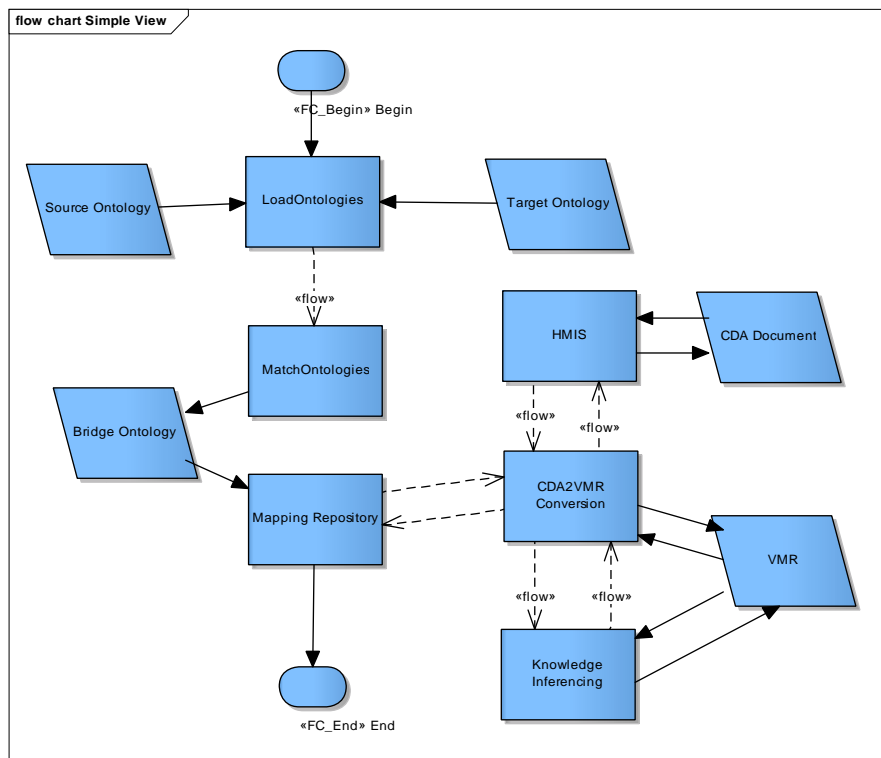 flow chart Simple View
«FC_Begin» Begin
Source Ontology
LoadOntologies
Target Ontology
«flow»
HMIS
CDA Document
MatchOntologies
«flow»
«flow»
Bridge Ontology
CDA2VMR
Conversion
Mapping Repository
VMR
«flow»
«flow»
Knowledge
Inferencing
«FC_End» End